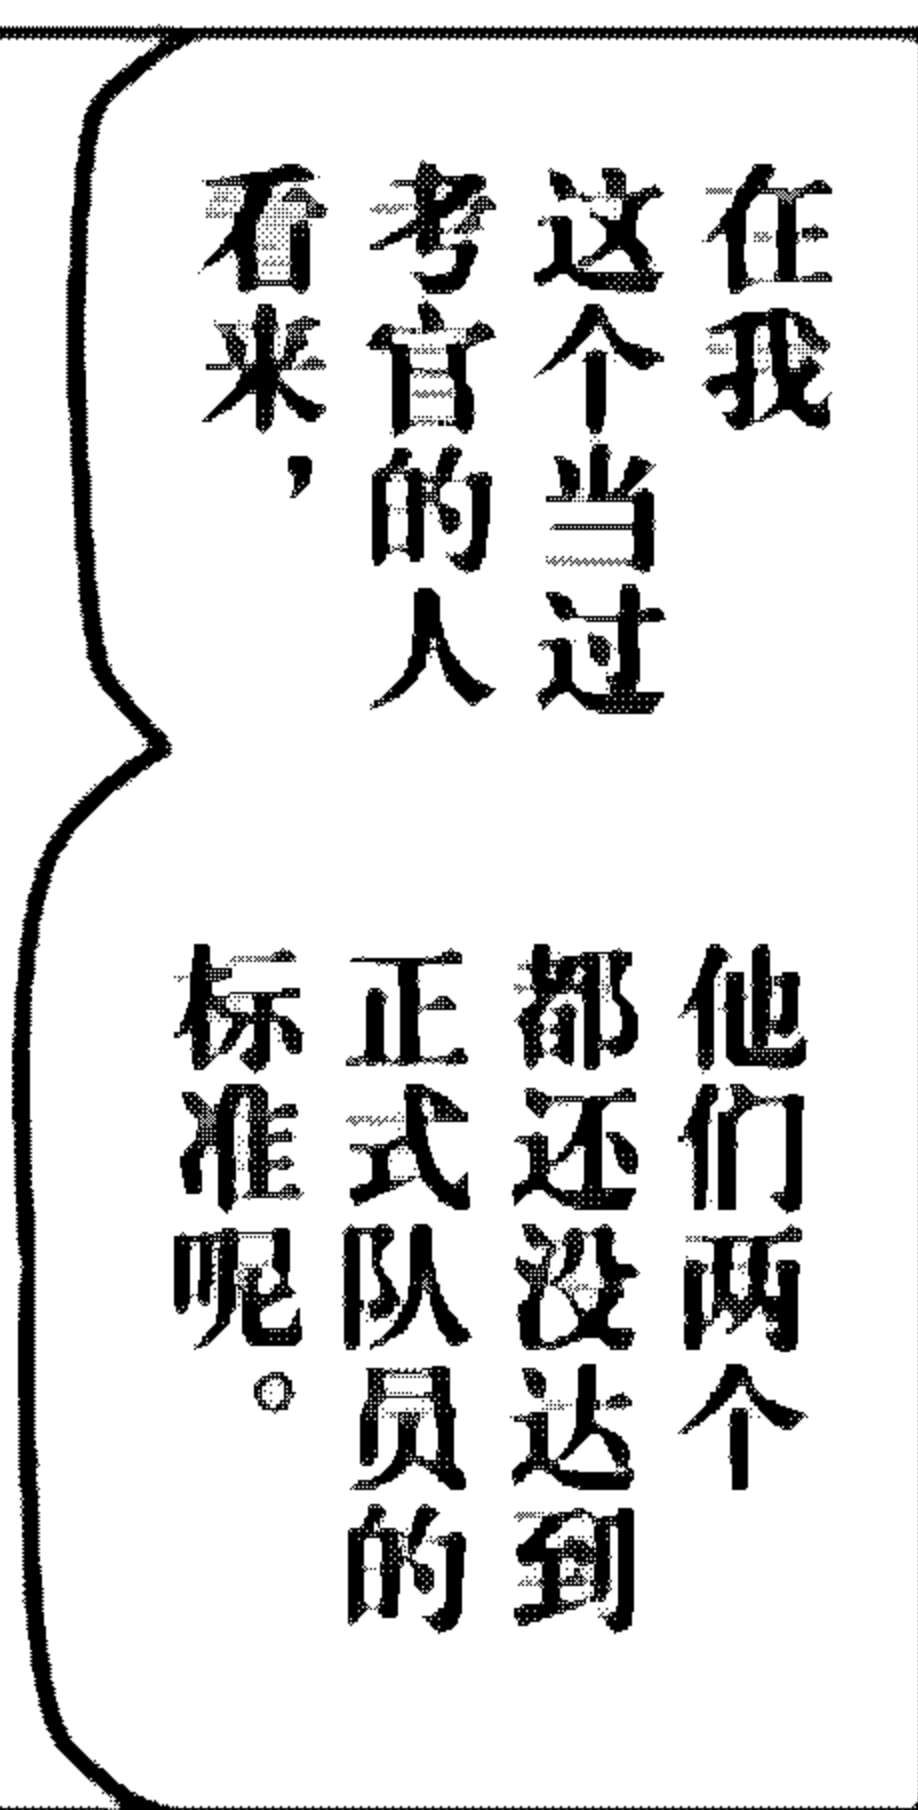 在我
这个当过
考官的人
看来，
他们两个
都还没达到
正式队员的
标准呢。